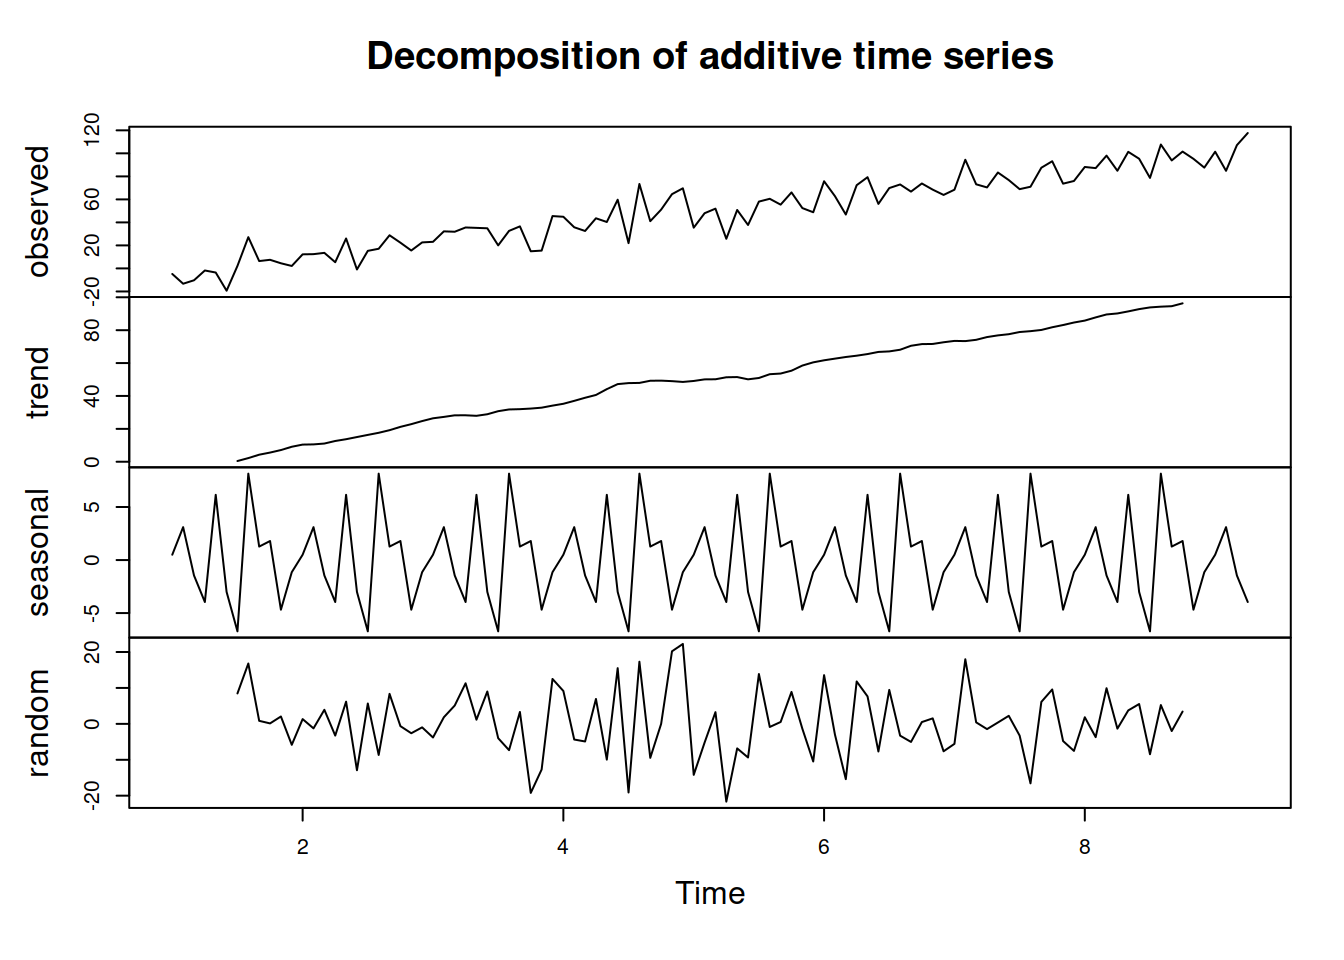 Decomposition of additive time series
observed
-20 20 60 120
trend
0 40 80
seasonal
-5 0 5
random
-20 0 20
2 4 6 8
Time